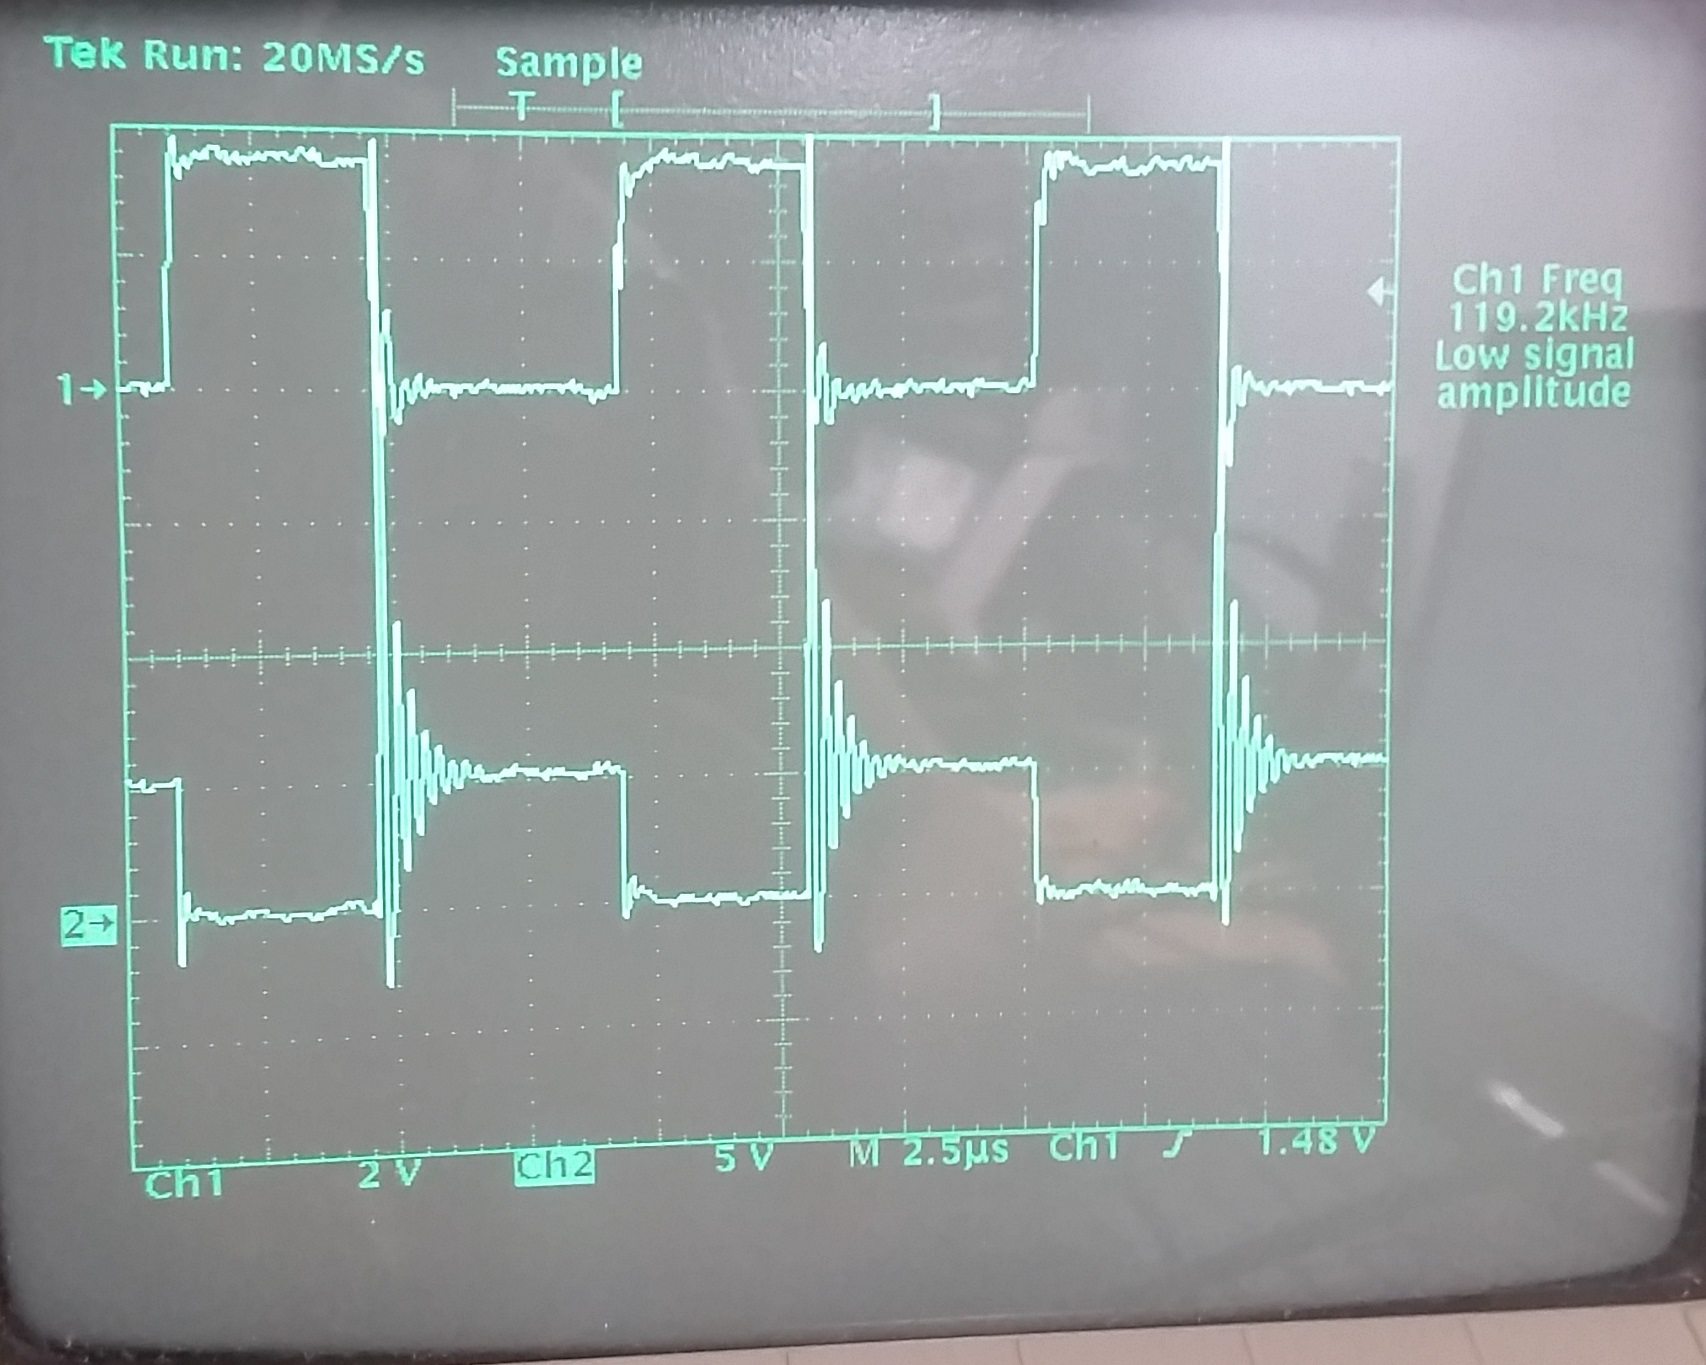 Tek Run: 20MS/s Sample
T
Ch1 Freq
119.2kHz
Low signal
amplitude
1→
2→
Ch1 2 V Ch2 5 V M 2.5µs Ch1 1.48 V